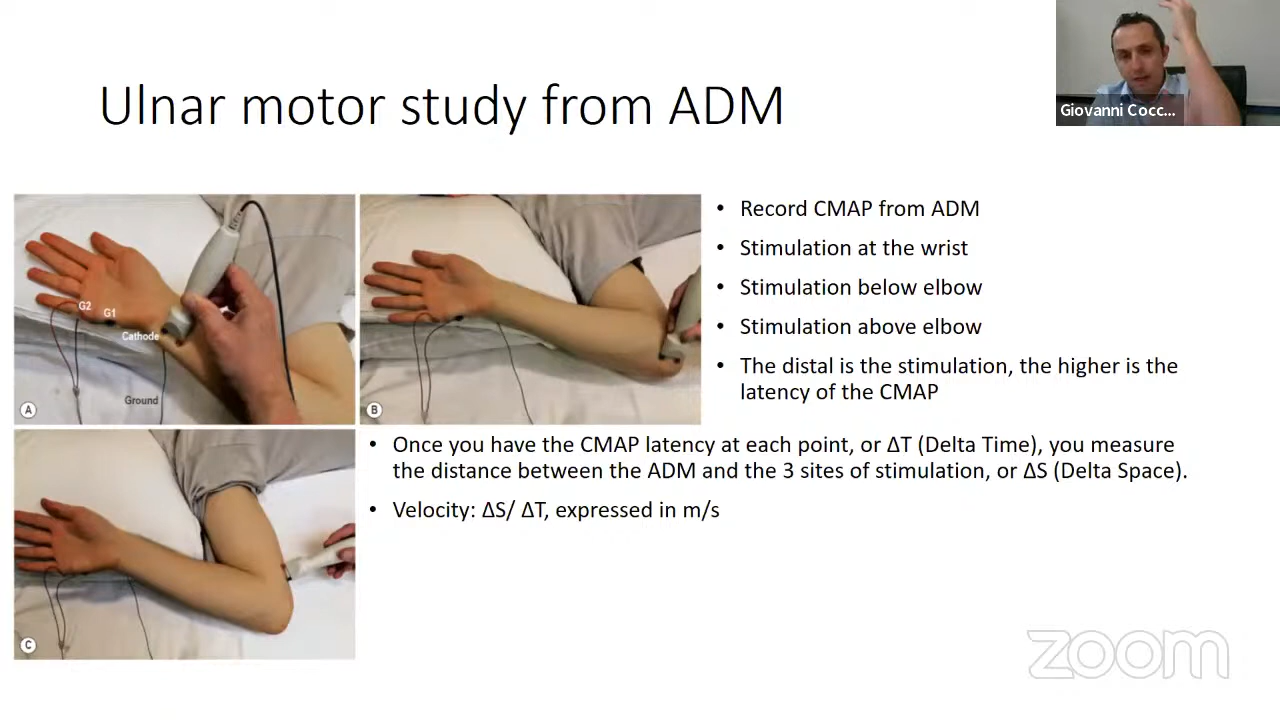 Ulnar motor study from ADM
Giovanni Cocc...
G2
G1
Cathode
Ground
A
B
• Record CMAP from ADM
• Stimulation at the wrist
• Stimulation below elbow
• Stimulation above elbow
• The distal is the stimulation, the higher is the
latency of the CMAP
• Once you have the CMAP latency at each point, or ΔT (Delta Time), you measure
the distance between the ADM and the 3 sites of stimulation, or ΔS (Delta Space).
• Velocity: ΔS/ ΔT, expressed in m/s
C
zoom